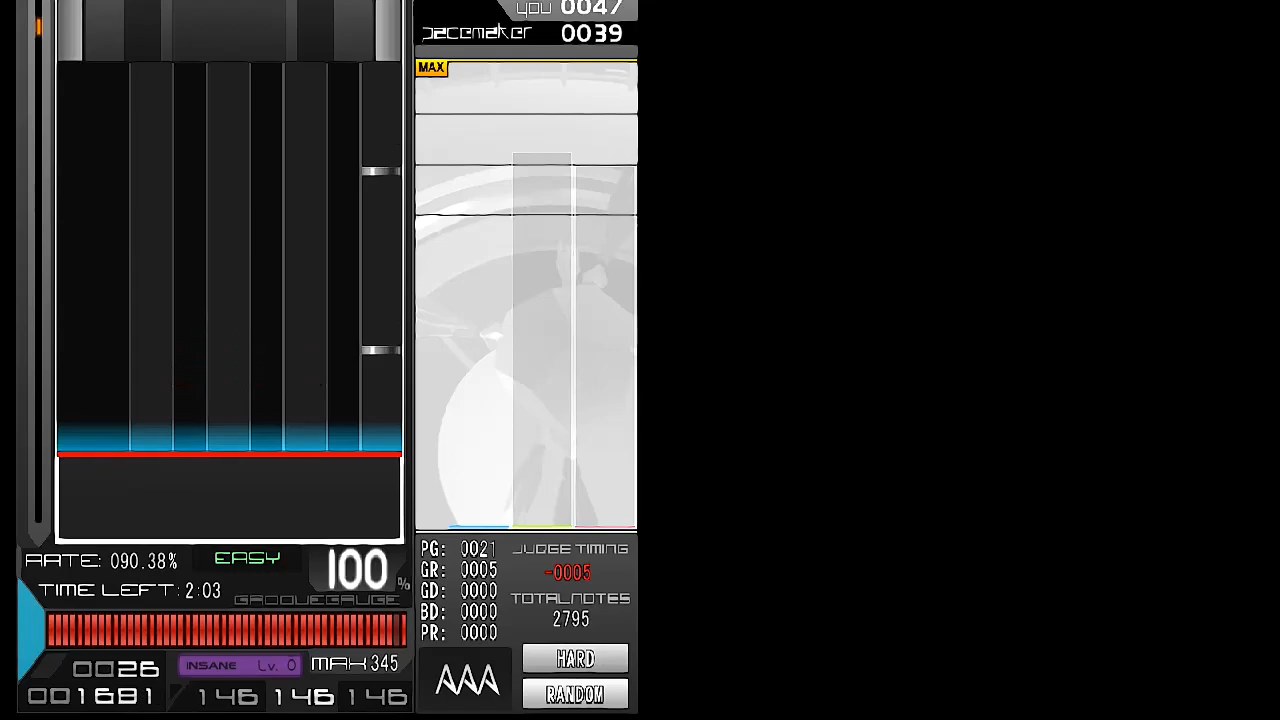 you 0047
pacemaker 0039
MAX
RATE: 090.38% EASY 100%
TIME LEFT: 2:03
GROOVEGAUGE
0026 INSANE Lv. 0 MAX 345
001681 146 146 146
PG: 0021
GR: 0005
GD: 0000
BD: 0000
PR: 0000
JUDGE TIMING
-0005
TOTALNOTES
2795
AAA
HARD
RANDOM